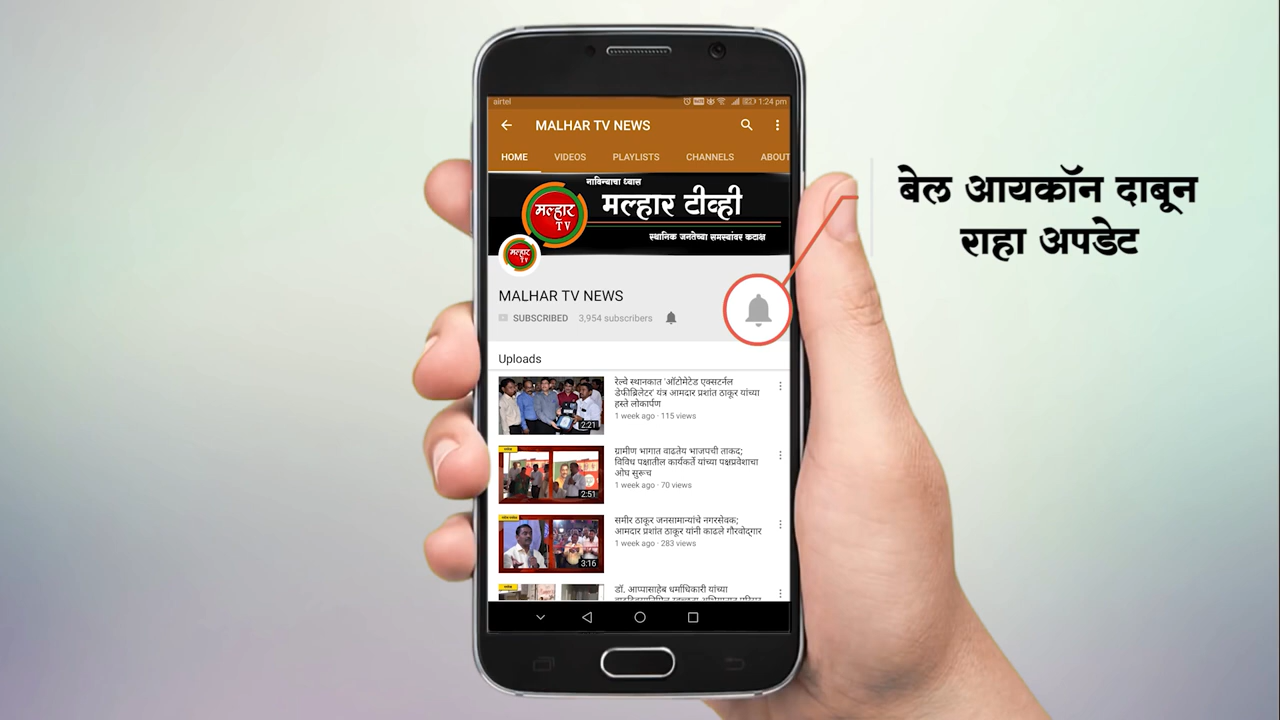 airtel
1:24 pm
MALHAR TV NEWS
HOME VIDEOS PLAYLISTS CHANNELS ABOUT
नाविन्याचा ध्यास
मल्हार टीव्ही
मल्हार
TV
स्थानिक जनतेच्या समस्यांवर कटाक्ष
मल्हार
TV
बेल आयकॉन दाबून
राहा अपडेट
MALHAR TV NEWS
SUBSCRIBED 3,954 subscribers
Uploads
रेल्वे स्थानकात 'ऑटोमेटेड एक्सटर्नल
डेफीब्रिलेटर' यंत्र आमदार प्रशांत ठाकूर यांच्या
हस्ते लोकार्पण
1 week ago · 115 views
2:21
ग्रामीण भागात वाढतेय भाजपची ताकद;
विविध पक्षातील कार्यकर्ते यांच्या पक्षप्रवेशाचा
ओघ सुरूच
1 week ago · 70 views
2:51
समीर ठाकूर जनसामान्यांचे नगरसेवक;
आमदार प्रशांत ठाकूर यांनी काढले गौरवोद्गार
1 week ago · 283 views
3:16
डॉ. आप्पासाहेब धर्माधिकारी यांच्या